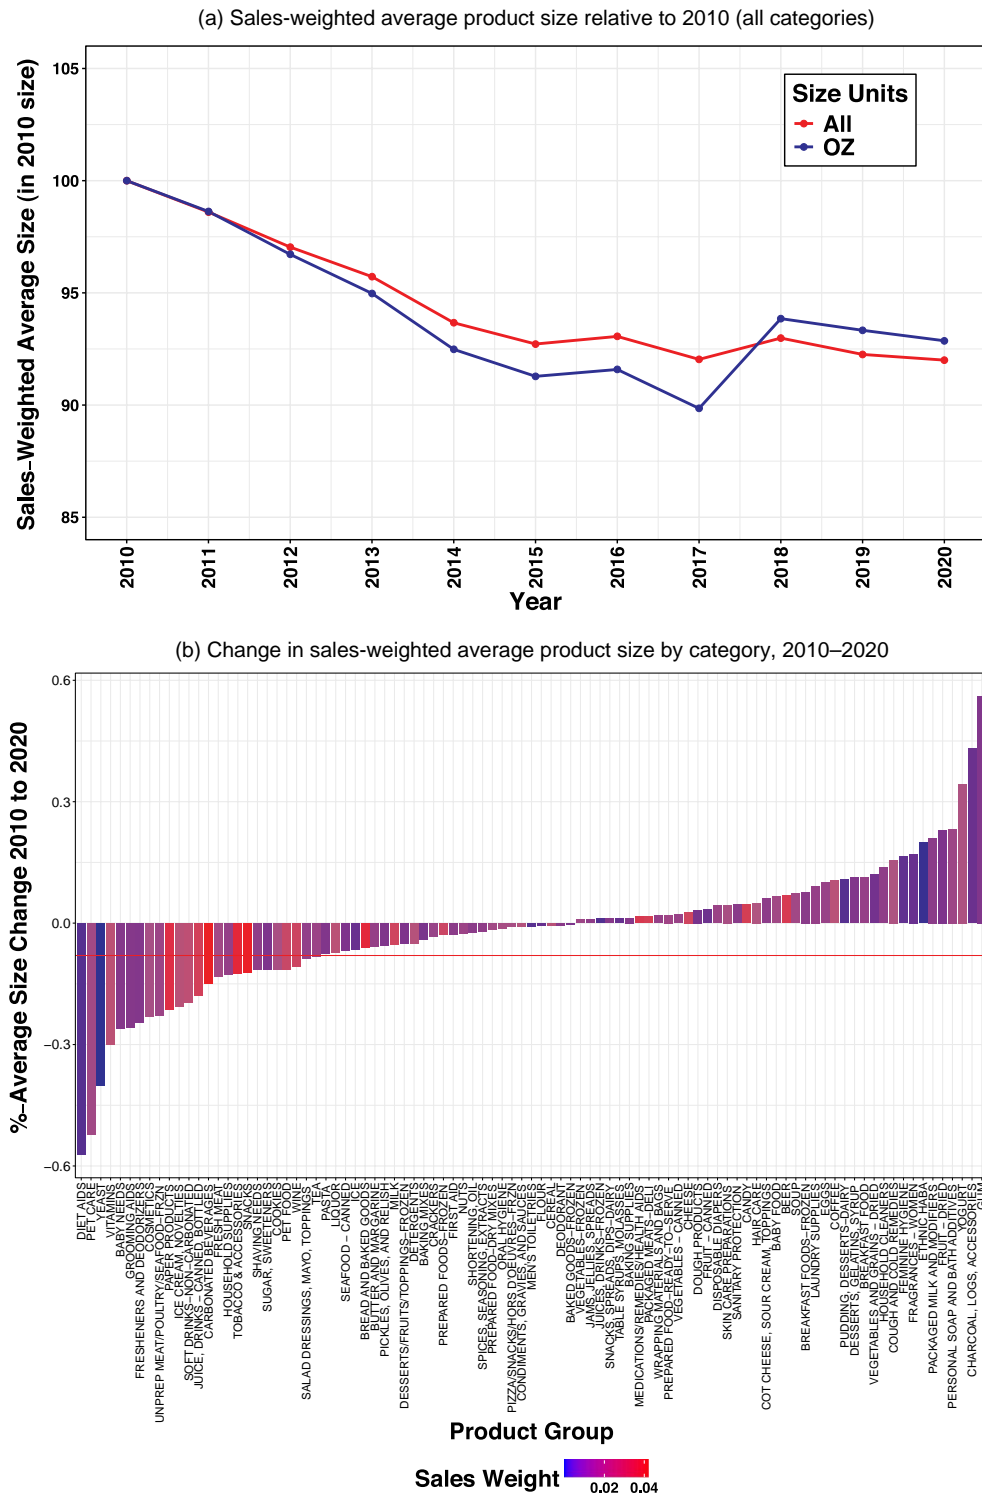 (a) Sales-weighted average product size relative to 2010 (all categories)
Sales-Weighted Average Size (in 2010 size)
105
100
95
90
85
Size Units
All
OZ
2010
2011
2012
2013
2014
2015
2016
2017
2018
2019
2020
Year
(b) Change in sales-weighted average product size by category, 2010–2020
%-Average Size Change 2010 to 2020
0.6
0.3
0.0
-0.3
-0.6
DIET AIDS
PET CARE
YEAST
VITAMINS
BABY NEEDS
GROOMING AIDS
FRESHENERS AND DEODORIZERS
COSMETICS
UNPREP MEAT/POULTRY/SEAFOOD-FRZN
PAPER PRODUCTS
ICE CREAM, NOVELTIES
SOFT DRINKS-NON-CARBONATED
JUICE, DRINKS - CANNED, BOTTLED
CARBONATED BEVERAGES
FRESH MEAT
HOUSEHOLD SUPPLIES
TOBACCO & ACCESSORIES
SNACKS
SHAVING NEEDS
SUGAR, SWEETENERS
COOKIES
PET FOOD
WINE
SALAD DRESSINGS, MAYO, TOPPINGS
TEA
PASTA
LIQUOR
SEAFOOD - CANNED
ICE
BREAD AND BAKED GOODS
BUTTER AND MARGARINE
PICKLES, OLIVES, AND RELISH
MILK
DESSERTS/FRUITS/TOPPINGS-FROZEN
DETERGENTS
BAKING MIXES
CRACKERS
PREPARED FOODS-FROZEN
FIRST AID
NUTS
SHORTENING, OIL
SPICES, SEASONING, EXTRACTS
PREPARED FOOD-DRY MIXES
ORAL HYGIENE
PIZZA/SNACKS/HORS D'OEUVRES-FRZN
CONDIMENTS, GRAVIES, AND SAUCES
MEN'S TOILETRIES
FLOUR
CEREAL
DEODORANT
BAKED GOODS-FROZEN
VEGETABLES-FROZEN
JAMS, JELLIES, SPREADS
JUICES, DRINKS-FROZEN
SNACKS, SPREADS, DIPS-DAIRY
TABLE SYRUPS, MOLASSES
BAKING SUPPLIES
MEDICATIONS/REMEDIES/HEALTH AIDS
PACKAGED MEATS-DELI
WRAPPING MATERIALS AND BAGS
PREPARED FOOD-READY-TO-SERVE
VEGETABLES - CANNED
CHEESE
DOUGH PRODUCTS
FRUIT - CANNED
DISPOSABLE DIAPERS
SKIN CARE PREPARATIONS
SANITARY PROTECTION
CANDY
HAIR CARE
COT CHEESE, SOUR CREAM, TOPPINGS
BABY FOOD
BEER
SOUP
BREAKFAST FOODS-FROZEN
LAUNDRY SUPPLIES
EGGS
COFFEE
PUDDING, DESSERTS-DAIRY
DESSERTS, GELATINS, SYRUP
BREAKFAST FOOD
VEGETABLES AND GRAINS - DRIED
HOUSEHOLD CLEANERS
COUGH AND COLD REMEDIES
FEMININE HYGIENE
FRAGRANCES - WOMEN
ETHNIC HABA
PACKAGED MILK AND MODIFIERS
FRUIT - DRIED
PERSONAL SOAP AND BATH ADDITIVES
YOGURT
CHARCOAL, LOGS, ACCESSORIES
GUM
Product Group
Sales Weight
0.02
0.04